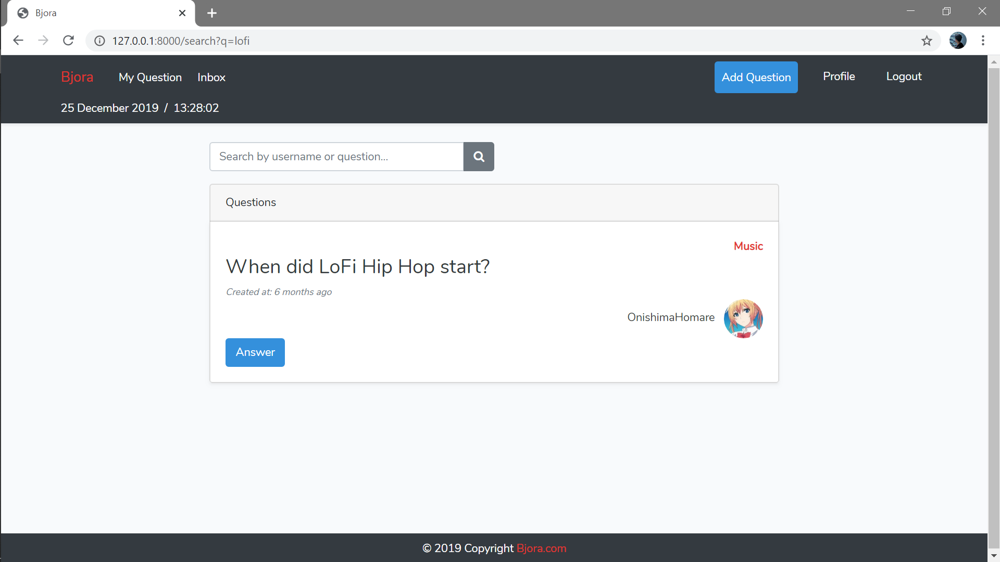 Bjora
127.0.0.1:8000/search?q=lofi
Bjora My Question Inbox Add Question Profile Logout
25 December 2019 / 13:28:02
Search by username or question...
Questions
Music
When did LoFi Hip Hop start?
Created at: 6 months ago
OnishimaHomare
Answer
© 2019 Copyright Bjora.com